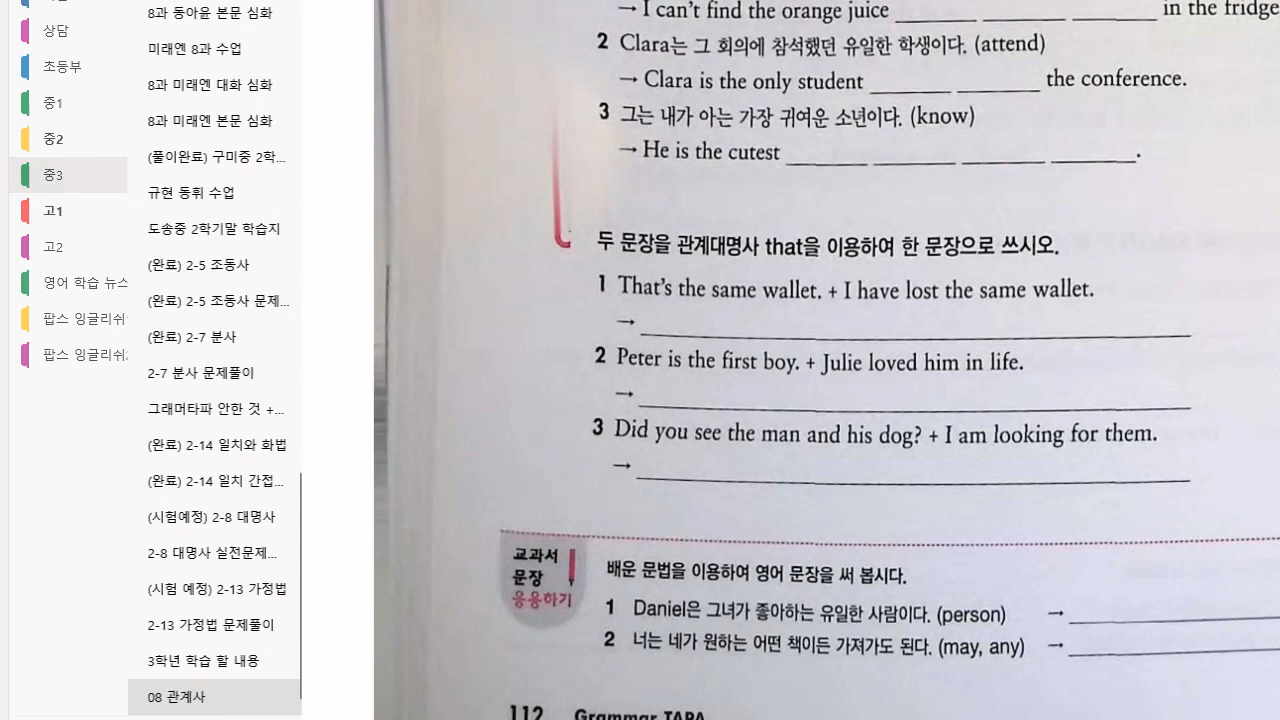 상담
초등부
중1
중2
중3
고1
고2
영어 학습 뉴스
팝스 잉글리쉬
팝스 잉글리쉬
8과 동아윤 본문 심화
미래엔 8과 수업
8과 미래엔 대화 심화
8과 미래엔 본문 심화
(풀이완료) 구미중 2학...
규현 동휘 수업
도송중 2학기말 학습지
(완료) 2-5 조동사
(완료) 2-5 조동사 문제...
(완료) 2-7 분사
2-7 분사 문제풀이
그래머타파 안한 것 +...
(완료) 2-14 일치와 화법
(완료) 2-14 일치 간접...
(시험예정) 2-8 대명사
2-8 대명사 실전문제...
(시험 예정) 2-13 가정법
2-13 가정법 문제풀이
3학년 학습 할 내용
08 관계사
→ I can't find the orange juice ______ ______ ______ in the fridge
2 Clara는 그 회의에 참석했던 유일한 학생이다. (attend)
→ Clara is the only student ______ ______ the conference.
3 그는 내가 아는 가장 귀여운 소년이다. (know)
→ He is the cutest ______ ______ ______ ______.
두 문장을 관계대명사 that을 이용하여 한 문장으로 쓰시오.
1 That's the same wallet. + I have lost the same wallet.
→
2 Peter is the first boy. + Julie loved him in life.
→
3 Did you see the man and his dog? + I am looking for them.
→
교과서
문장
응용하기
배운 문법을 이용하여 영어 문장을 써 봅시다.
1 Daniel은 그녀가 좋아하는 유일한 사람이다. (person) →
2 너는 네가 원하는 어떤 책이든 가져가도 된다. (may, any) →
112 Grammar TAPA